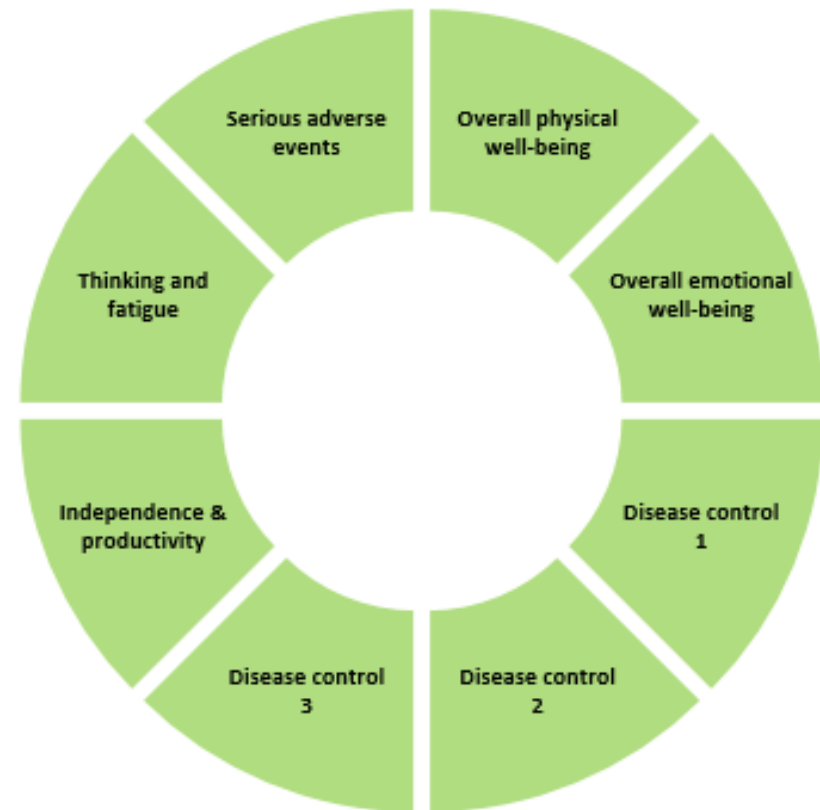 Serious adverse
events
Overall physical
well-being
Thinking and
fatigue
Overall emotional
well-being
Independence &
productivity
Disease control
1
Disease control
3
Disease control
2